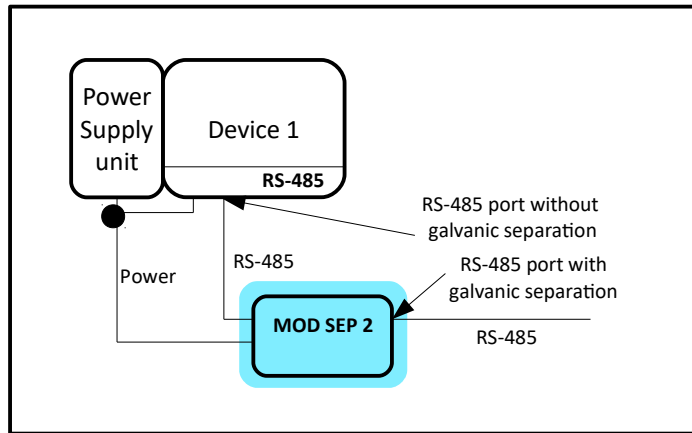 Power
Supply
unit
Device 1
RS-485
RS-485 port without
galvanic separation
Power
RS-485
RS-485 port with
galvanic separation
MOD SEP 2
RS-485